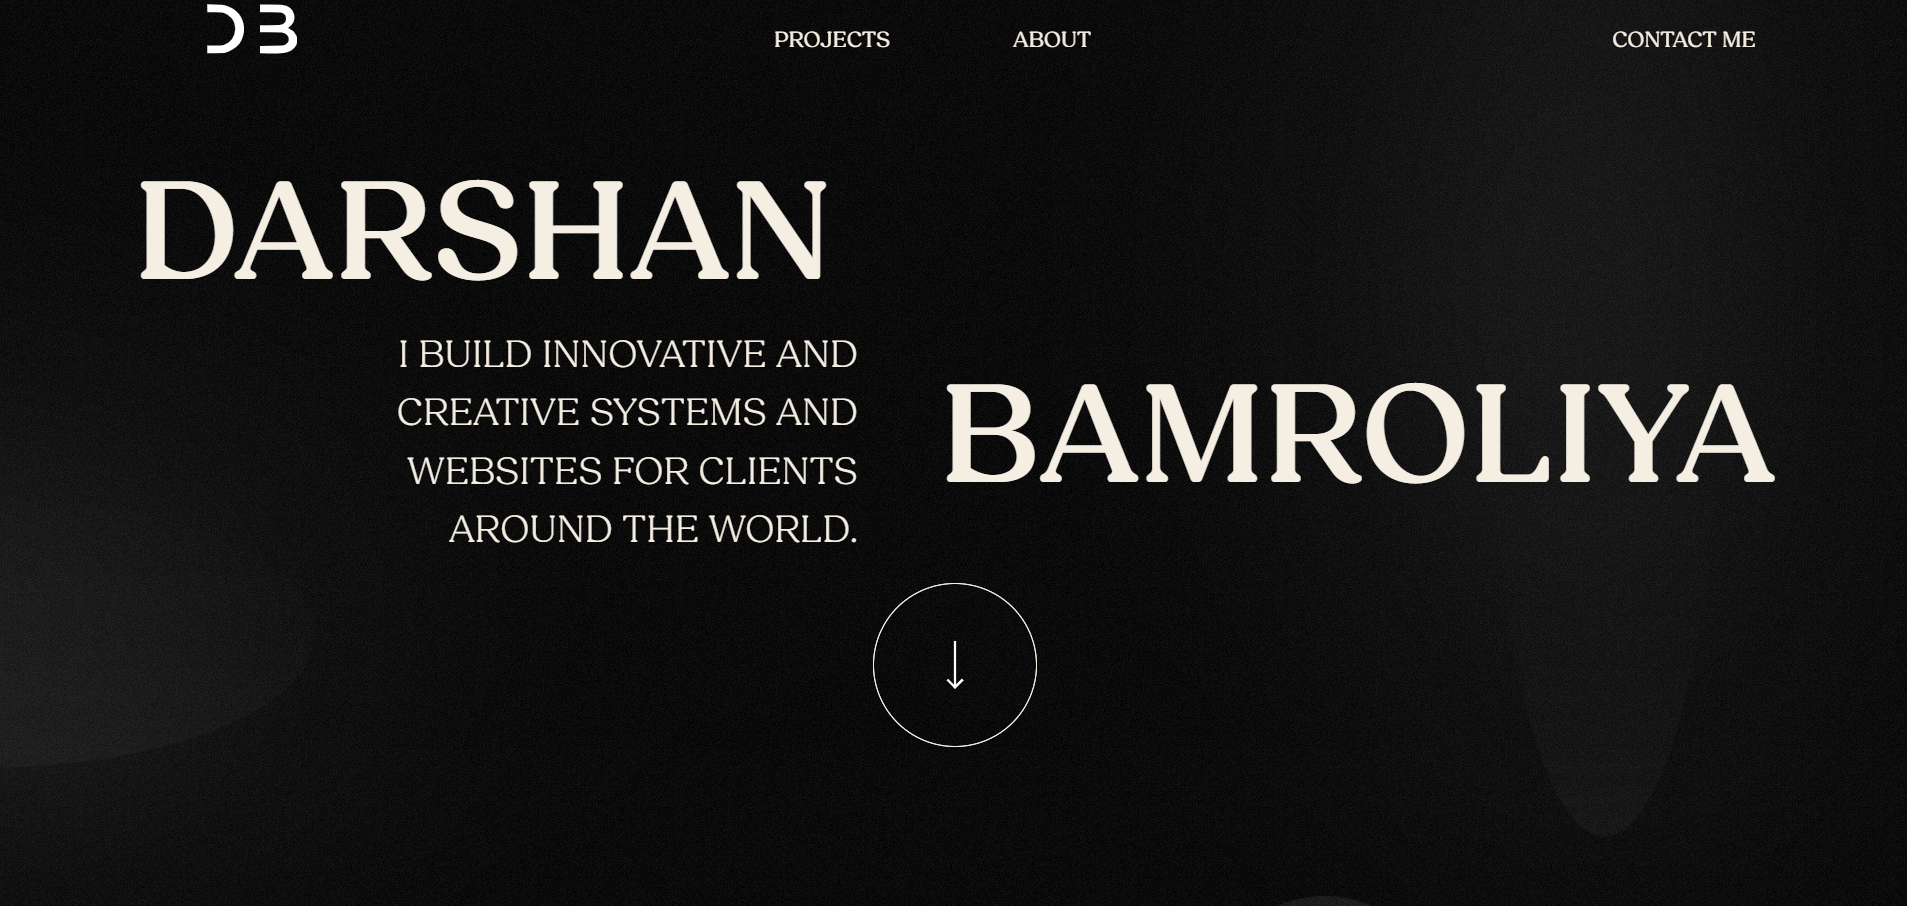 DB
PROJECTS
ABOUT
CONTACT ME
DARSHAN
I BUILD INNOVATIVE AND
CREATIVE SYSTEMS AND
WEBSITES FOR CLIENTS
AROUND THE WORLD.
BAMROLIYA